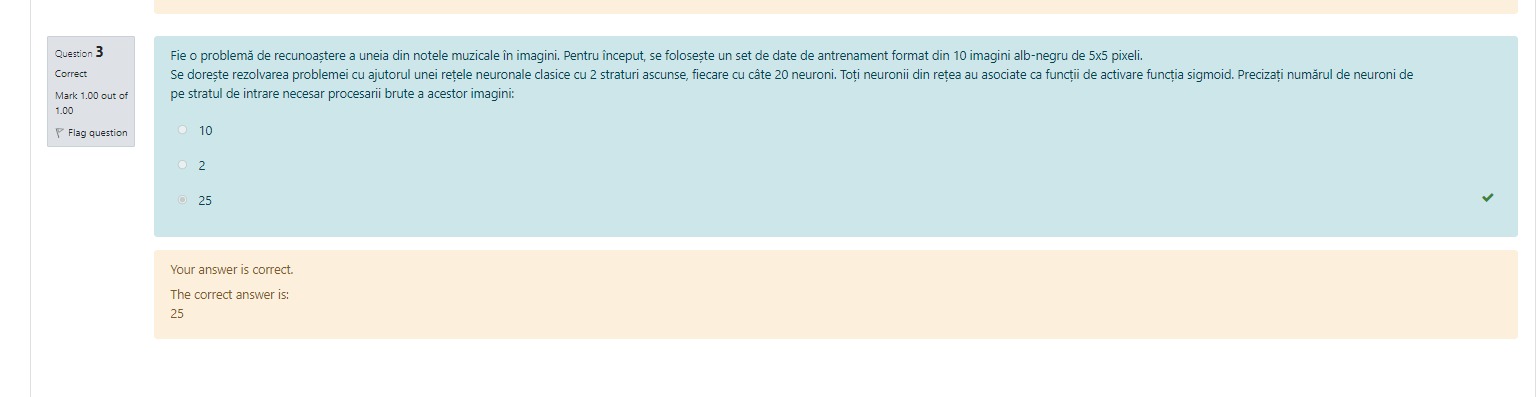 Question 3
Correct
Mark 1.00 out of
1.00
Flag question
Fie o problemă de recunoaștere a uneia din notele muzicale în imagini. Pentru început, se folosește un set de date de antrenament format din 10 imagini alb-negru de 5x5 pixeli.
Se dorește rezolvarea problemei cu ajutorul unei rețele neuronale clasice cu 2 straturi ascunse, fiecare cu câte 20 neuroni. Toți neuronii din rețea au asociate ca funcții de activare funcția sigmoid. Precizați numărul de neuroni de
pe stratul de intrare necesar procesarii brute a acestor imagini:
10
2
25
Your answer is correct.
The correct answer is:
25